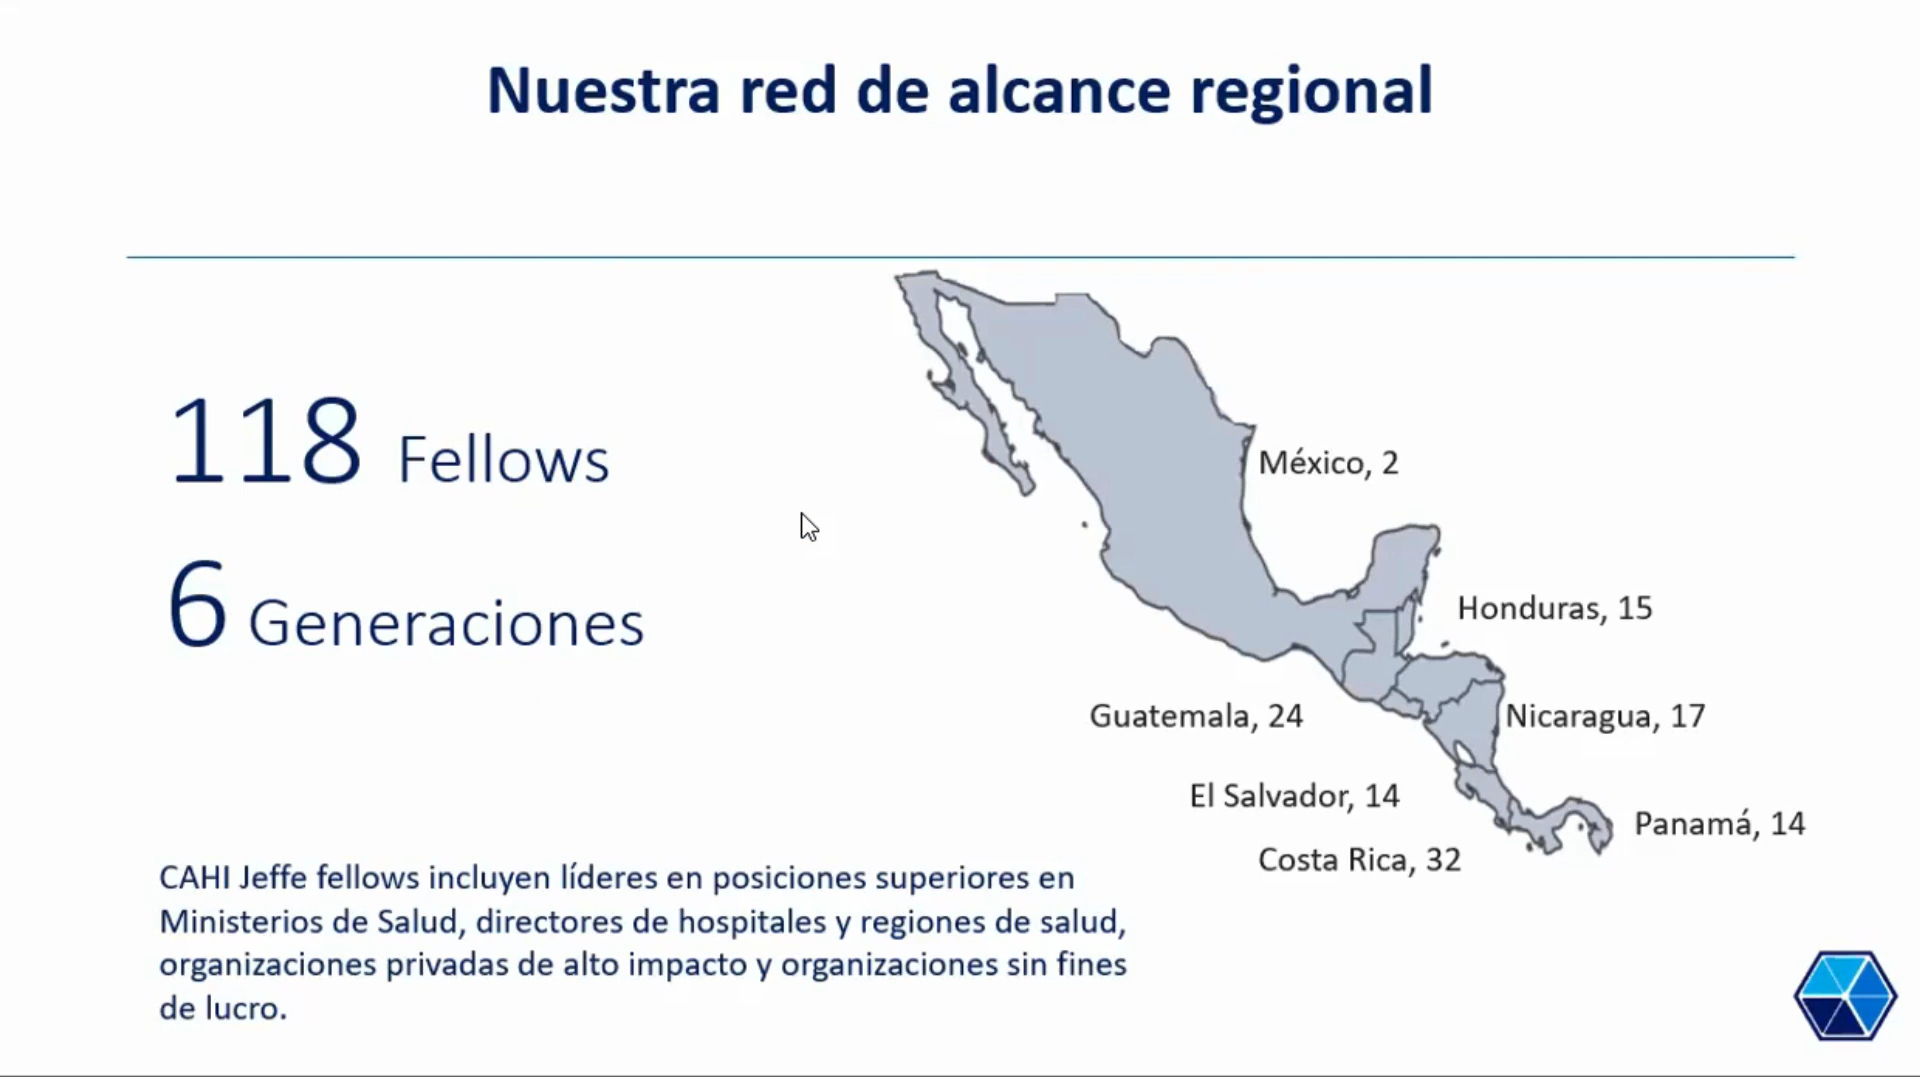 Nuestra red de alcance regional
118 Fellows
6 Generaciones
México, 2
Honduras, 15
Guatemala, 24
Nicaragua, 17
El Salvador, 14
Panamá, 14
Costa Rica, 32
CAHI Jeffe fellows incluyen líderes en posiciones superiores en
Ministerios de Salud, directores de hospitales y regiones de salud,
organizaciones privadas de alto impacto y organizaciones sin fines
de lucro.